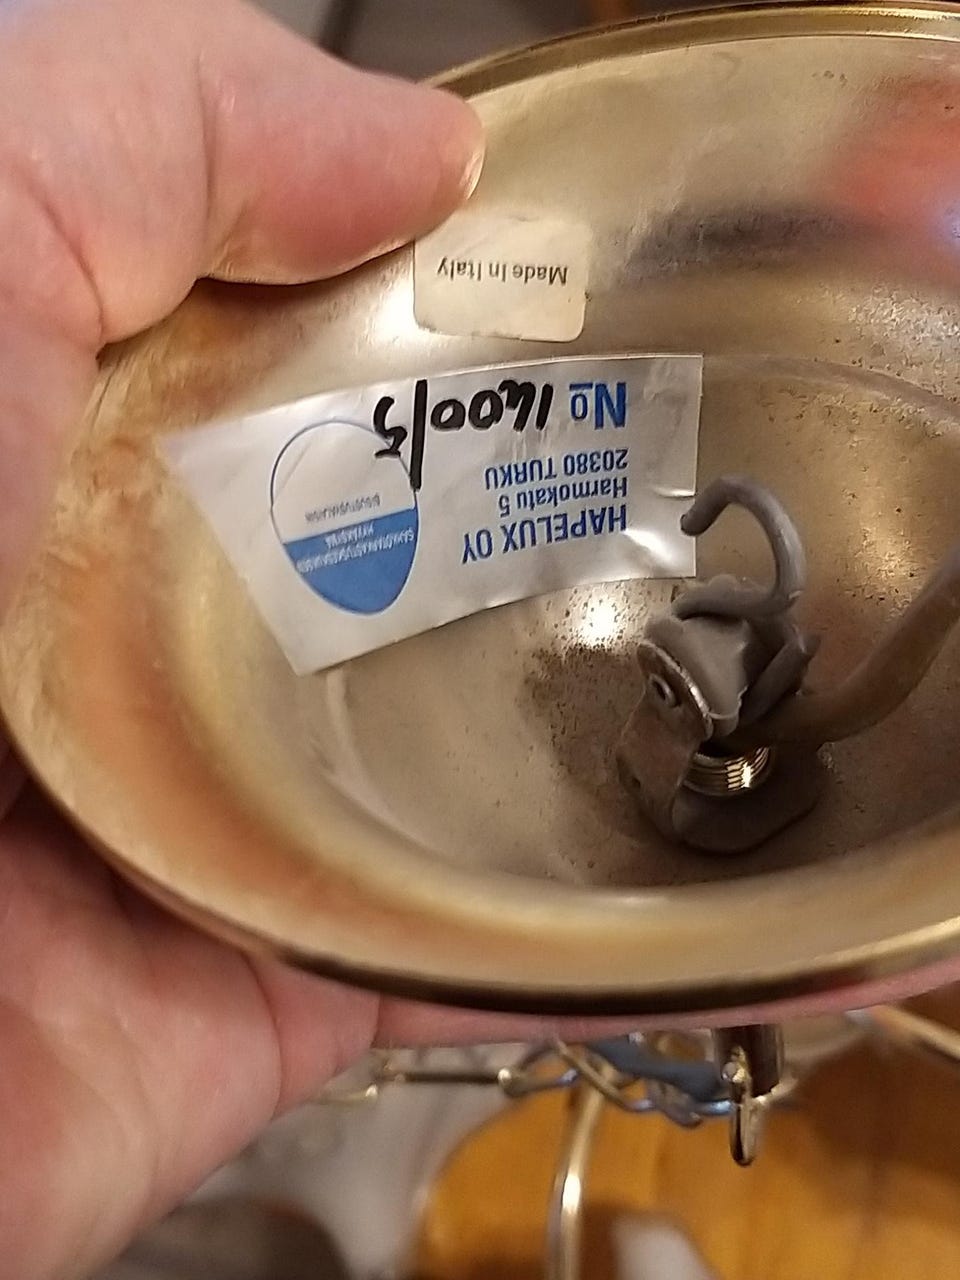 HAPELUX OY
Harmokatu 5
20380 TURKU
No 1600/5
Made In Italy